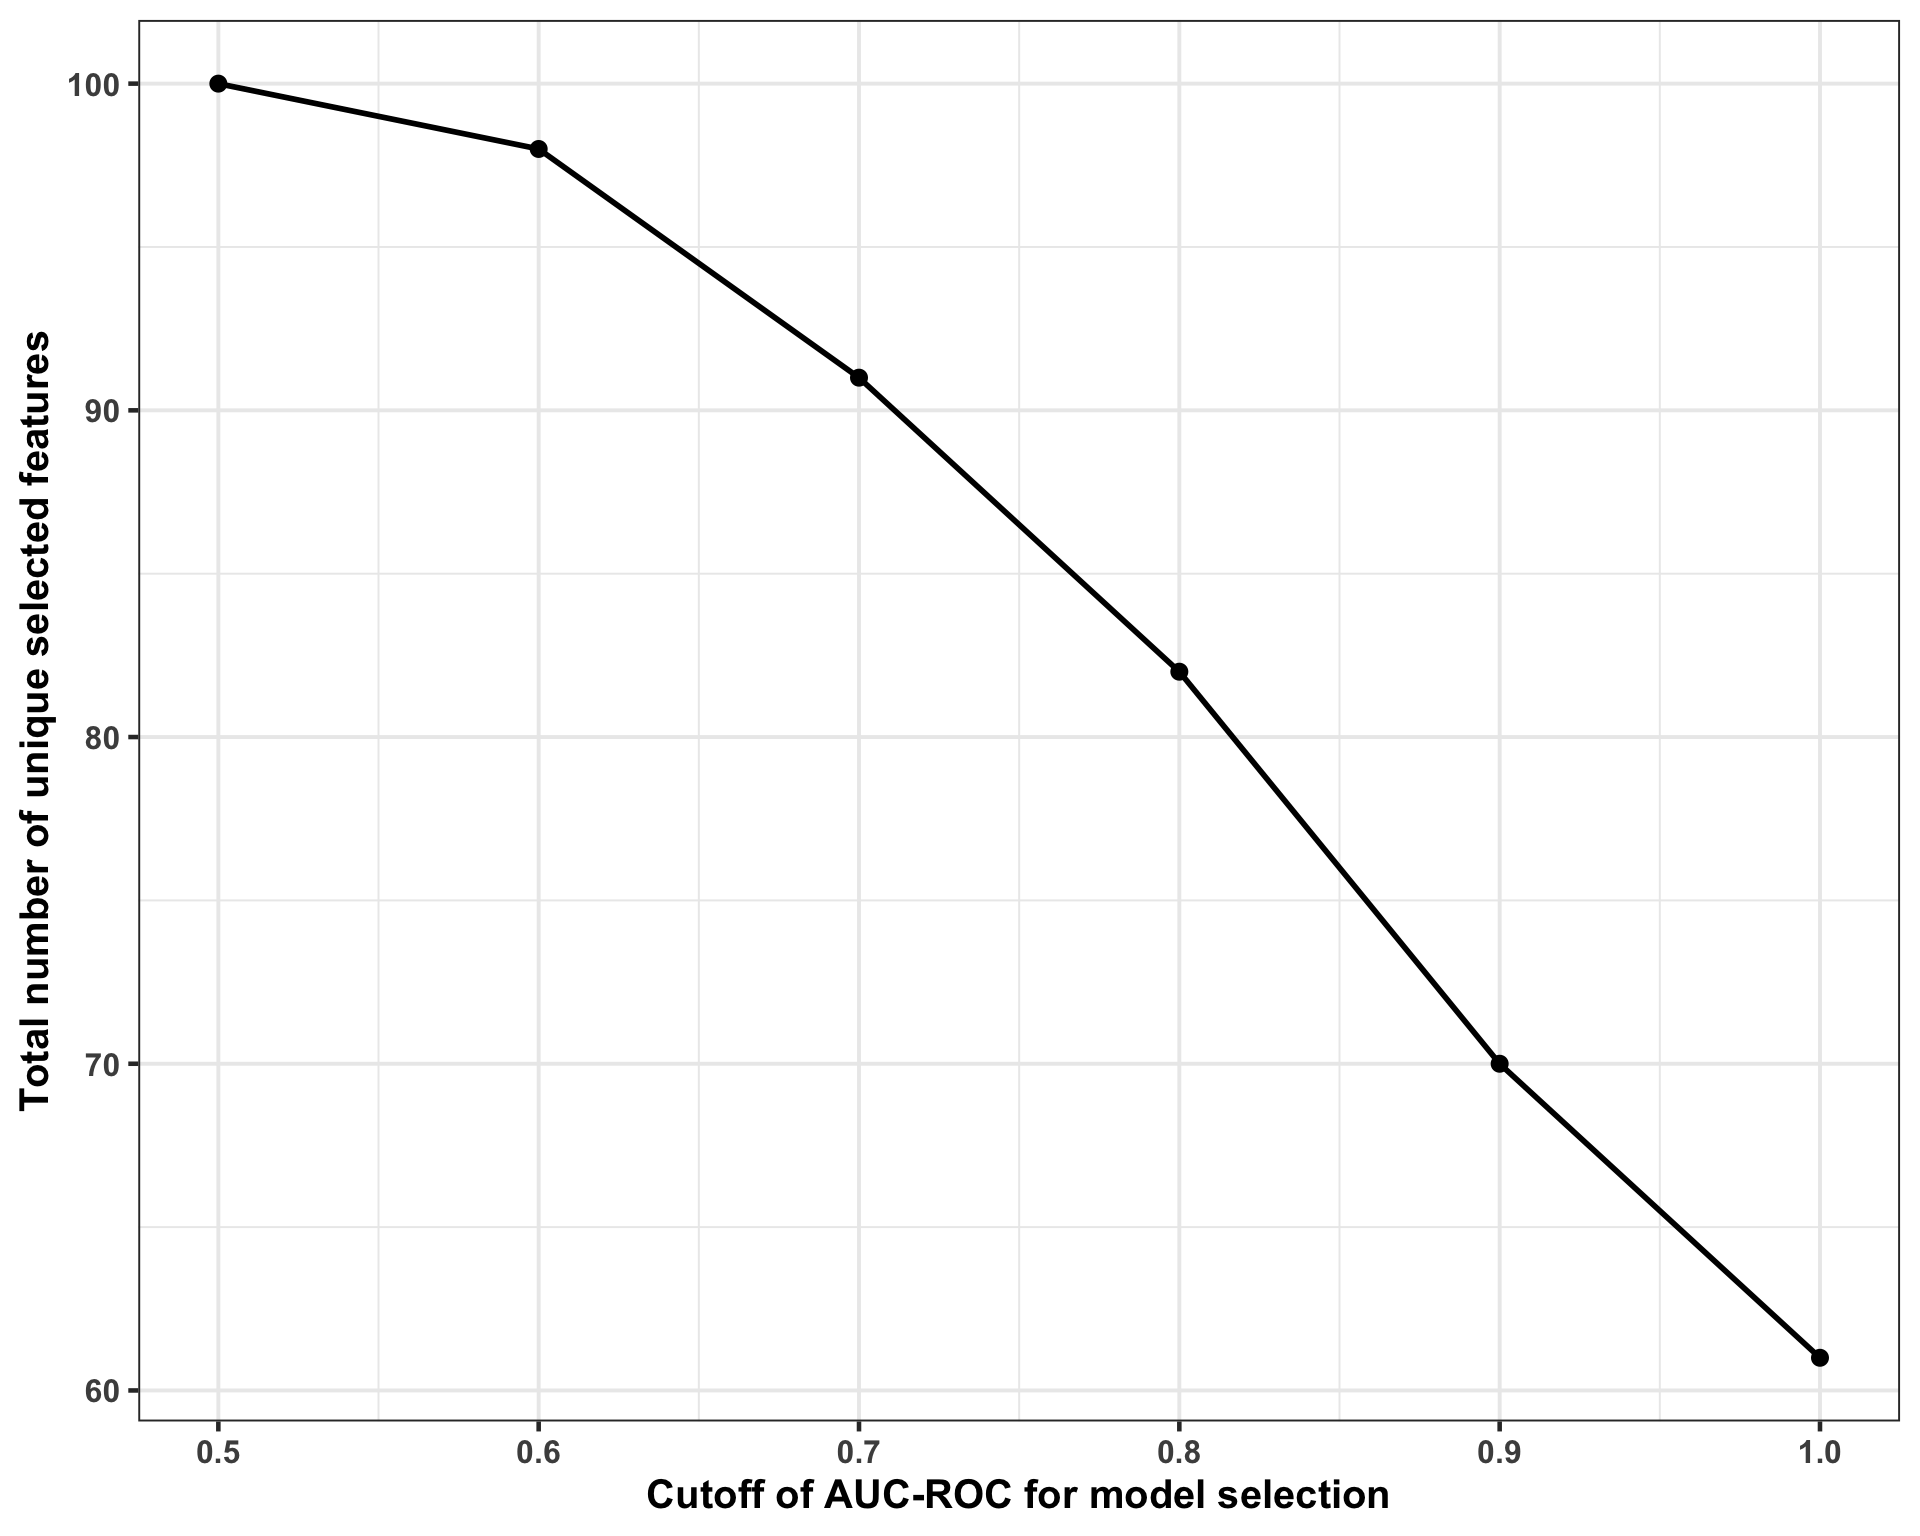 Total number of unique selected features
100
90
80
70
60
0.5 0.6 0.7 0.8 0.9 1.0
Cutoff of AUC-ROC for model selection